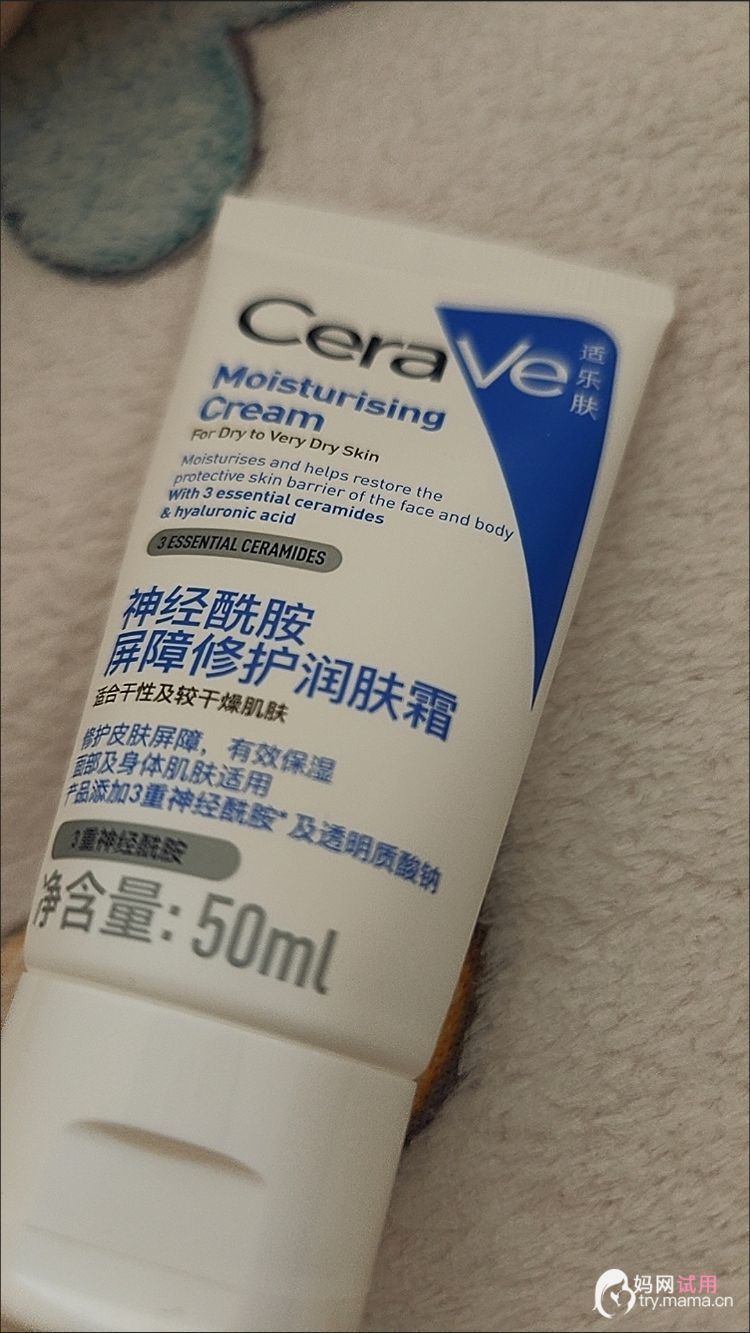 CeraVe
适乐肤
Moisturising
Cream
For Dry to Very Dry Skin
Moisturises and helps restore the
protective skin barrier of the face and body
With 3 essential ceramides
& hyaluronic acid
3 ESSENTIAL CERAMIDES
神经酰胺
屏障修护润肤霜
适合干性及较干燥肌肤
修护皮肤屏障，有效保湿
面部及身体肌肤适用
产品添加3重神经酰胺*及透明质酸钠
3重神经酰胺
净含量: 50ml
妈网试用
try.mama.cn